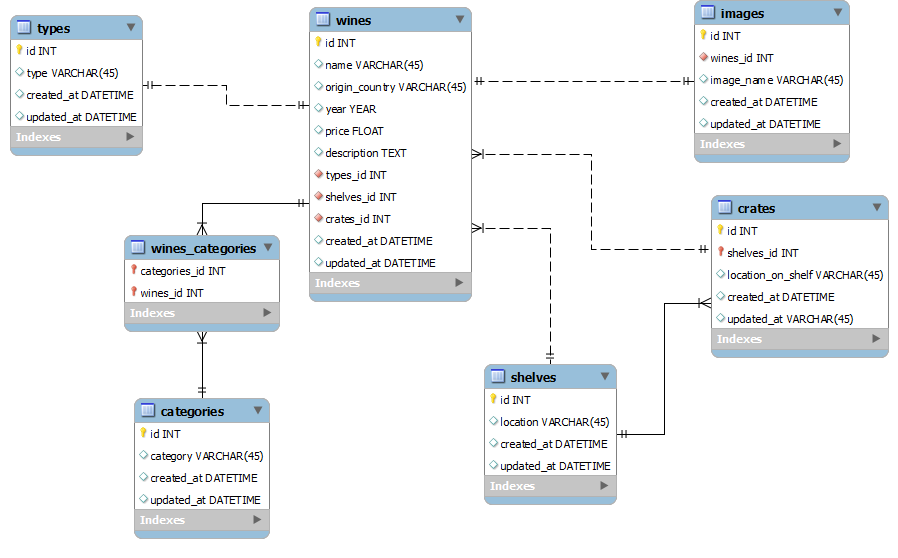 types
id INT
type VARCHAR(45)
created_at DATETIME
updated_at DATETIME
Indexes
wines
id INT
name VARCHAR(45)
origin_country VARCHAR(45)
year YEAR
price FLOAT
description TEXT
types_id INT
shelves_id INT
crates_id INT
created_at DATETIME
updated_at DATETIME
Indexes
images
id INT
wines_id INT
image_name VARCHAR(45)
created_at DATETIME
updated_at DATETIME
Indexes
wines_categories
categories_id INT
wines_id INT
Indexes
crates
id INT
shelves_id INT
location_on_shelf VARCHAR(45)
created_at DATETIME
updated_at VARCHAR(45)
Indexes
categories
id INT
category VARCHAR(45)
created_at DATETIME
updated_at DATETIME
Indexes
shelves
id INT
location VARCHAR(45)
created_at DATETIME
updated_at DATETIME
Indexes